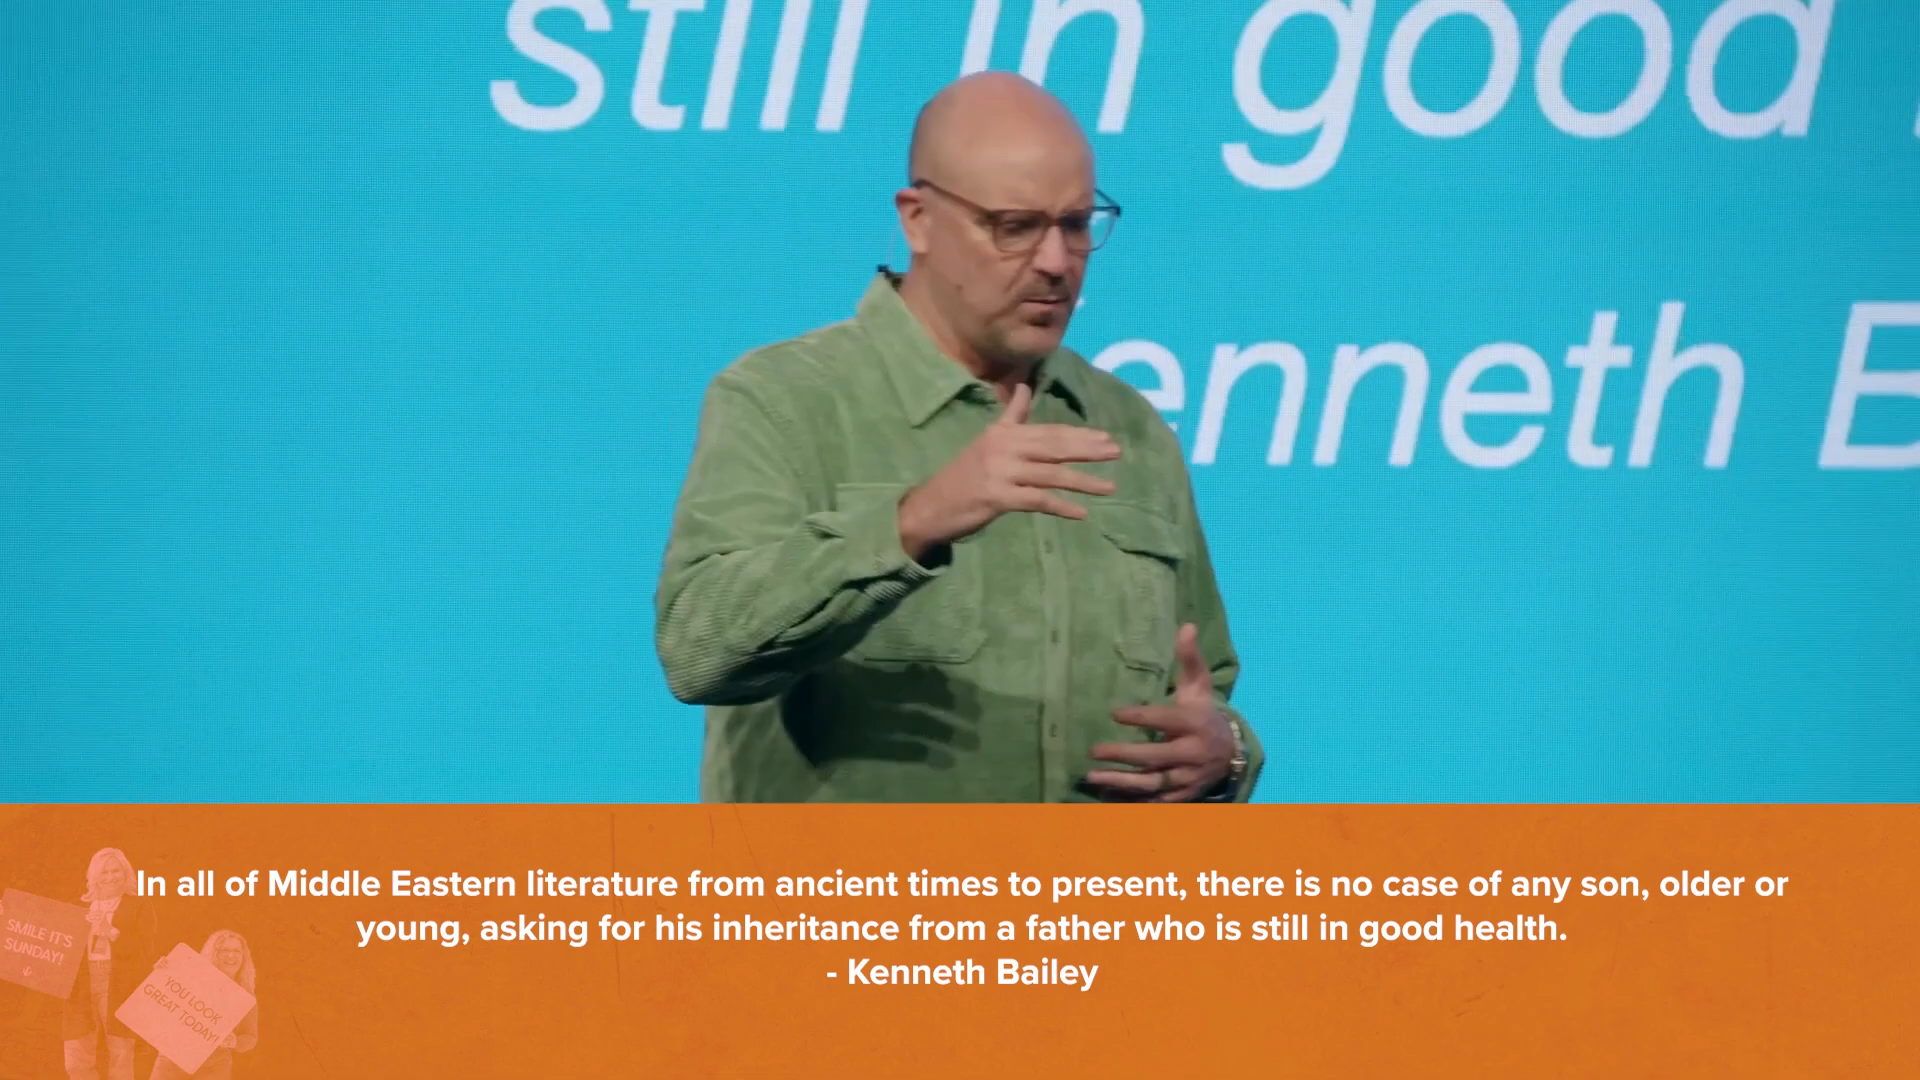 still in good
enneth B
In all of Middle Eastern literature from ancient times to present, there is no case of any son, older or
young, asking for his inheritance from a father who is still in good health.
- Kenneth Bailey
SMILE IT'S
SUNDAY!
YOU LOOK
GREAT TODAY!